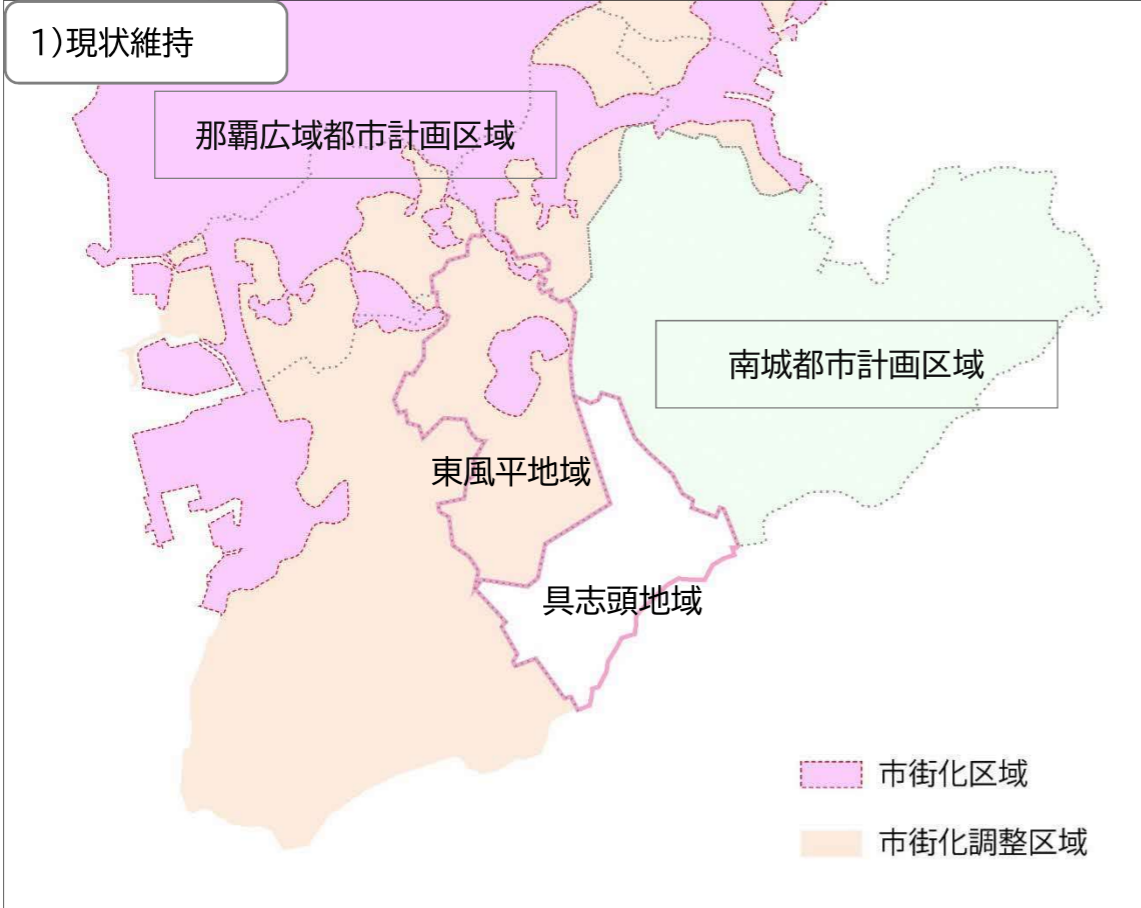 1)現状維持
那覇広域都市計画区域
南城都市計画区域
東風平地域
具志頭地域
市街化区域
市街化調整区域